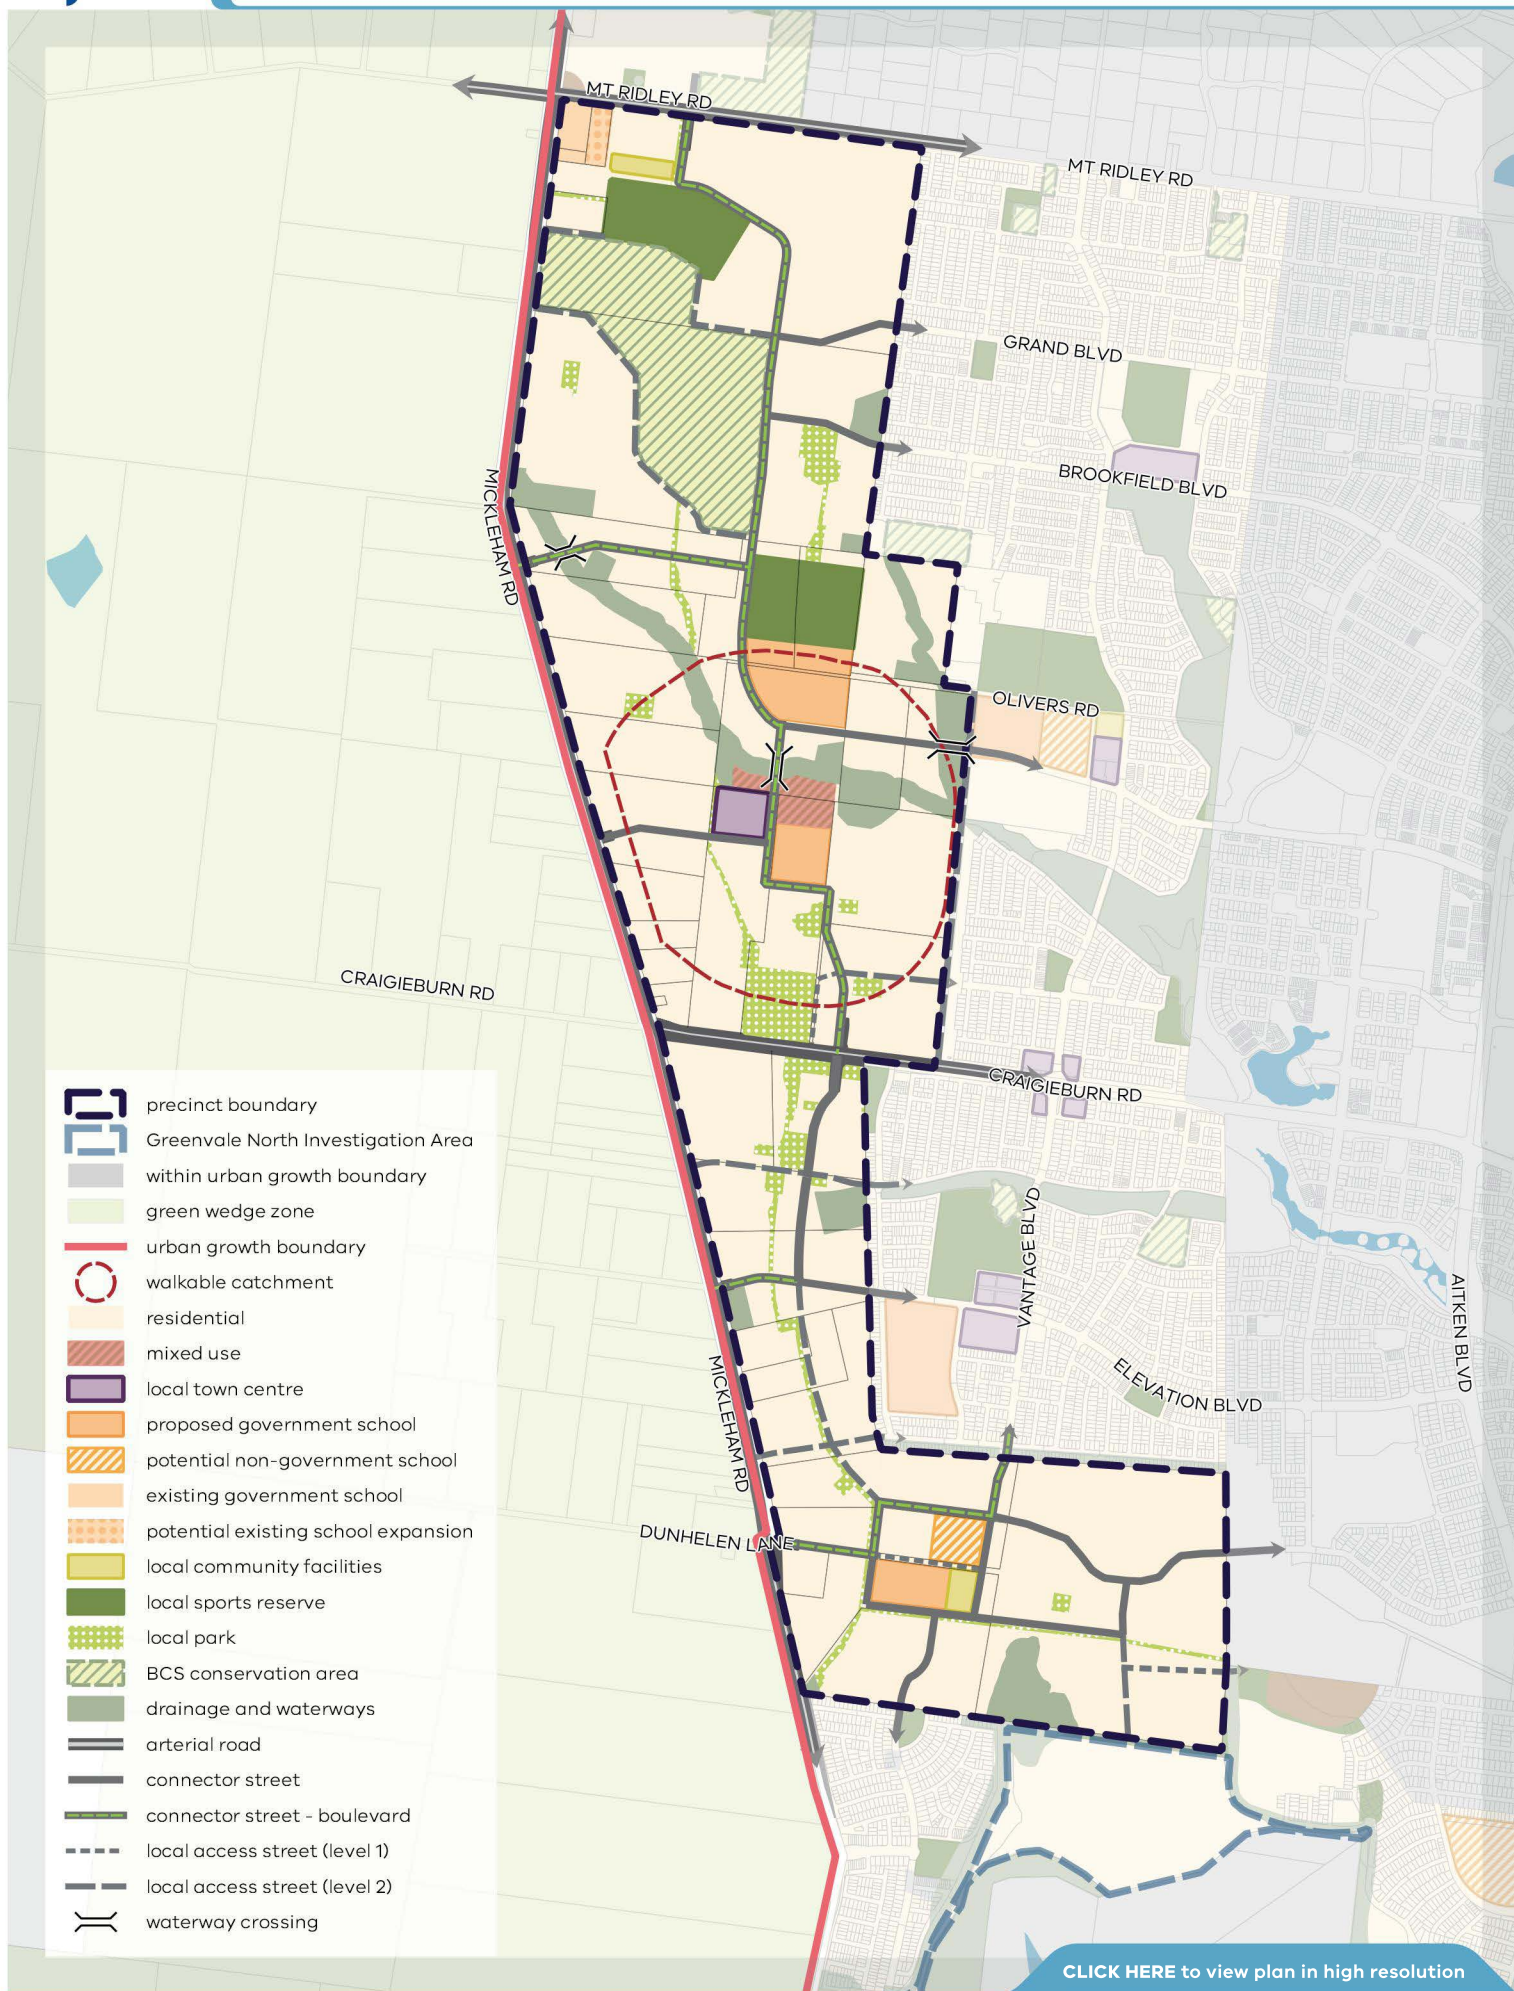 MT RIDLEY RD
MT RIDLEY RD
GRAND BLVD
BROOKFIELD BLVD
MICKLEHAM RD
OLIVERS RD
CRAIGIEBURN RD
CRAIGIEBURN RD
VANTAGE BLVD
AITKEN BLVD
ELEVATION BLVD
MICKLEHAM RD
DUNHELEN LANE
precinct boundary
Greenvale North Investigation Area
within urban growth boundary
green wedge zone
urban growth boundary
walkable catchment
residential
mixed use
local town centre
proposed government school
potential non-government school
existing government school
potential existing school expansion
local community facilities
local sports reserve
local park
BCS conservation area
drainage and waterways
arterial road
connector street
connector street - boulevard
local access street (level 1)
local access street (level 2)
waterway crossing
CLICK HERE to view plan in high resolution